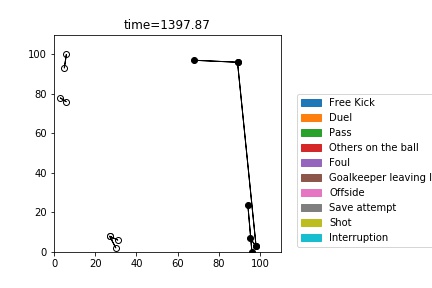 time=1397.87
100
80
60
40
20
0
0 20 40 60 80 100
Free Kick
Duel
Pass
Others on the ball
Foul
Goalkeeper leaving l
Offside
Save attempt
Shot
Interruption